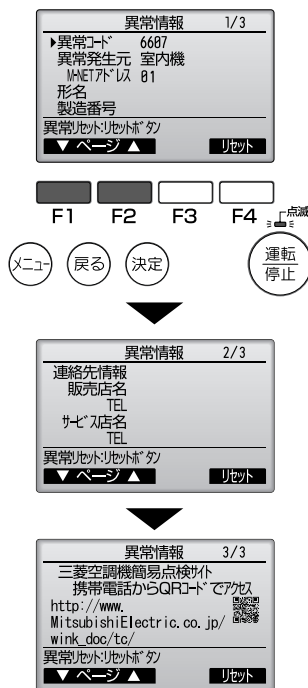 異常情報 1/3
▶異常コード 6607
異常発生元 室内機
M-NETアドレス 01
形名
製造番号
異常リセット:リセットボタン
▼ ページ ▲ リセット
F1 F2 F3 F4 点滅
メニュー 戻る 決定 運転
停止
異常情報 2/3
連絡先情報
販売店名
TEL
サービス店名
TEL
異常リセット:リセットボタン
▼ ページ ▲ リセット
異常情報 3/3
三菱空調機簡易点検サイト
携帯電話からQRコードでアクセス
http://www.
MitsubishiElectric.co.jp/
wink_doc/tc/
異常リセット:リセットボタン
▼ ページ ▲ リセット